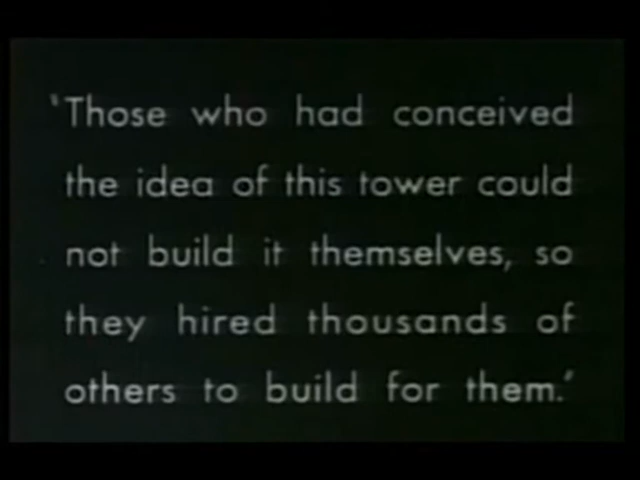 'Those who had conceived
the idea of this tower could
not build it themselves, so
they hired thousands of
others to build for them.'